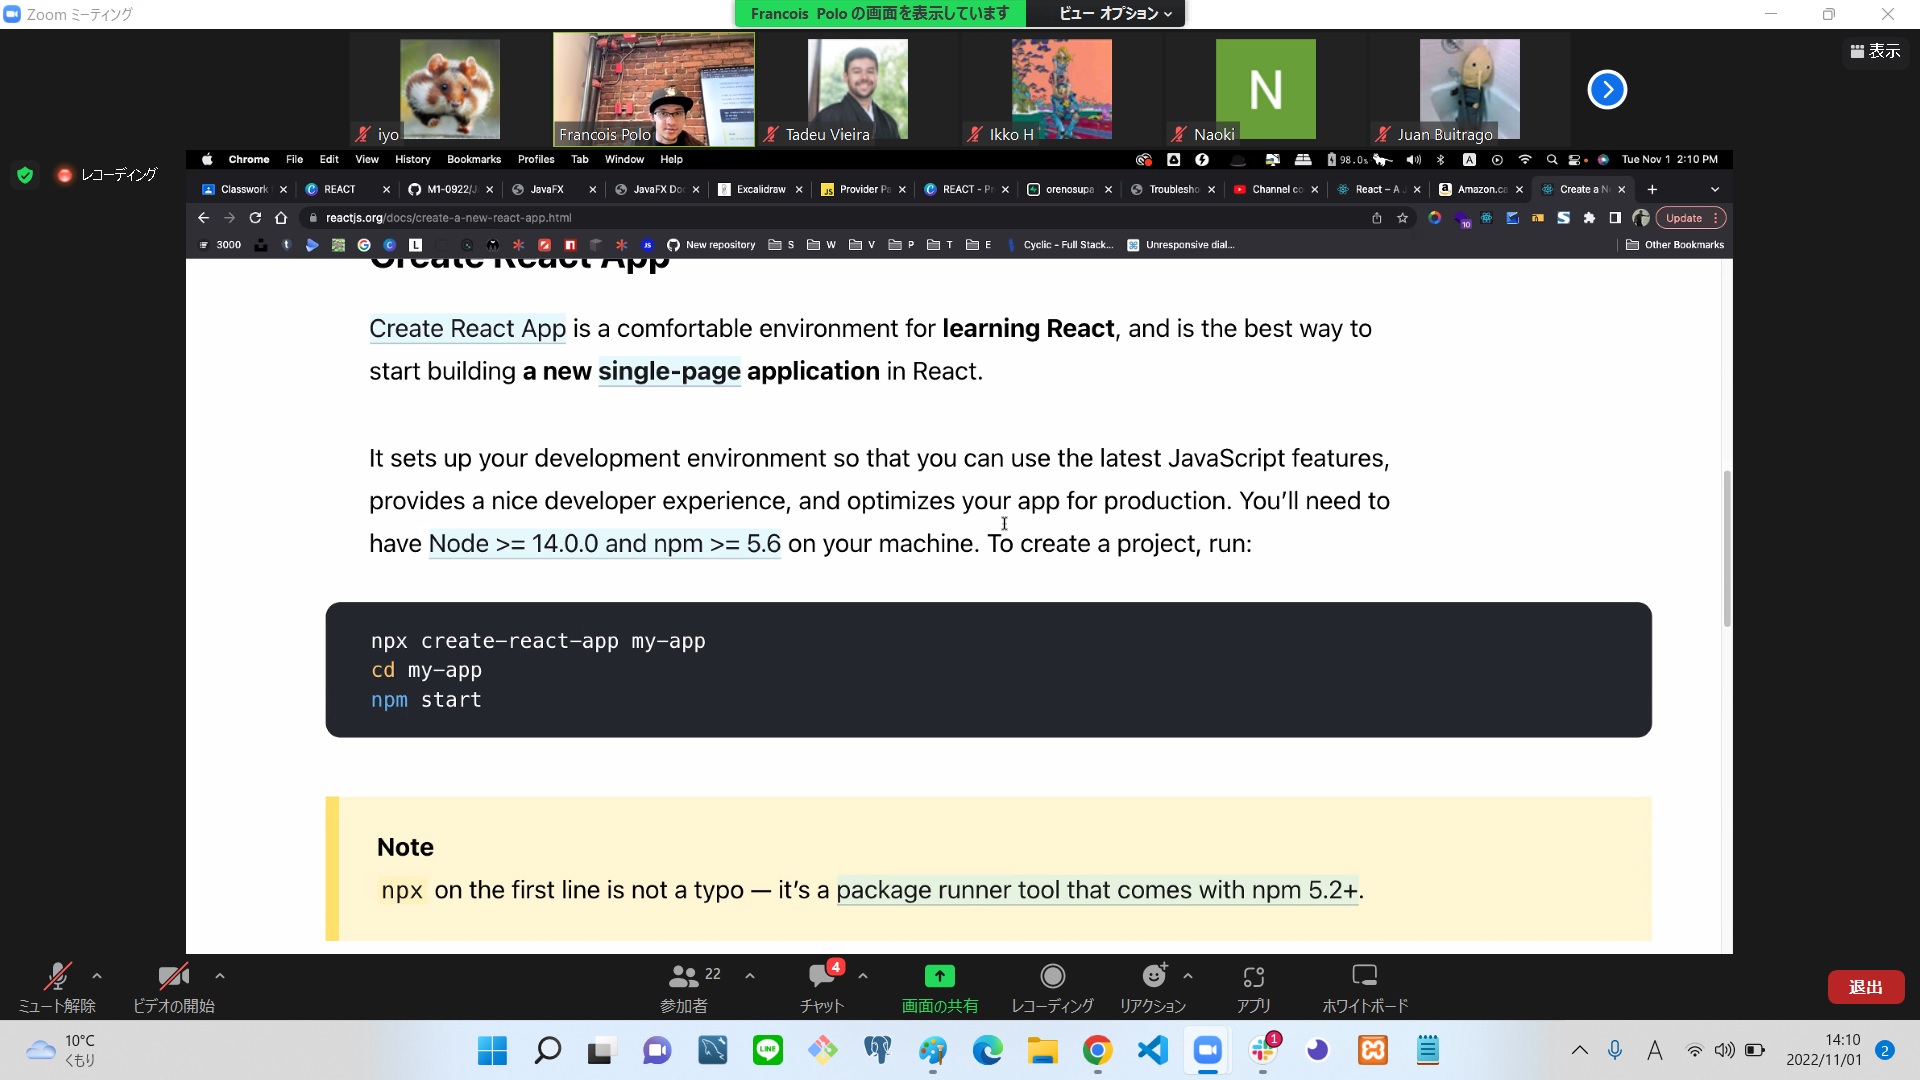 Zoom ミーティング
Francois Polo の画面を表示しています
ビュー オプション
表示
iyo
Francois Polo
Tadeu Vieira
Ikko H
N
Naoki
Juan Buitrago
レコーディング
Chrome File Edit View History Bookmarks Profiles Tab Window Help
98.0% Tue Nov 1 2:10 PM
Classwork REACT M1-0922/J JavaFX JavaFX Do Excalidraw Provider Pa REACT - P orenosupa Troublesho Channel co React – A J Amazon.ca Create a N
reactjs.org/docs/create-a-new-react-app.html
Update
10
3000 New repository S W V P T E Cyclic - Full Stack... Unresponsive dial... Other Bookmarks
Create React App
Create React App is a comfortable environment for learning React, and is the best way to
start building a new single-page application in React.
It sets up your development environment so that you can use the latest JavaScript features,
provides a nice developer experience, and optimizes your app for production. You’ll need to
have Node >= 14.0.0 and npm >= 5.6 on your machine. To create a project, run:
npx create-react-app my-app
cd my-app
npm start
Note
npx on the first line is not a typo — it’s a package runner tool that comes with npm 5.2+.
ミュート解除
ビデオの開始
22
参加者
4
チャット
画面の共有
レコーディング
リアクション
アプリ
ホワイトボード
退出
10°C
くもり
LINE
1
A
14:10
2022/11/01
2